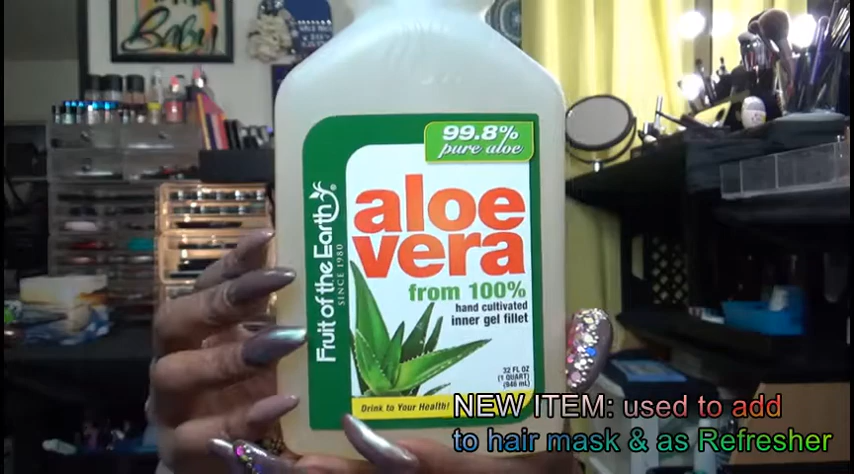 Baby
99.8%
pure aloe
aloe
vera
from 100%
hand cultivated
inner gel fillet
Fruit of the Earth®
SINCE 1980
32 FL OZ
(1 QUART)
(946 mL)
Drink to Your Health!
NEW ITEM: used to add
to hair mask & as Refresher